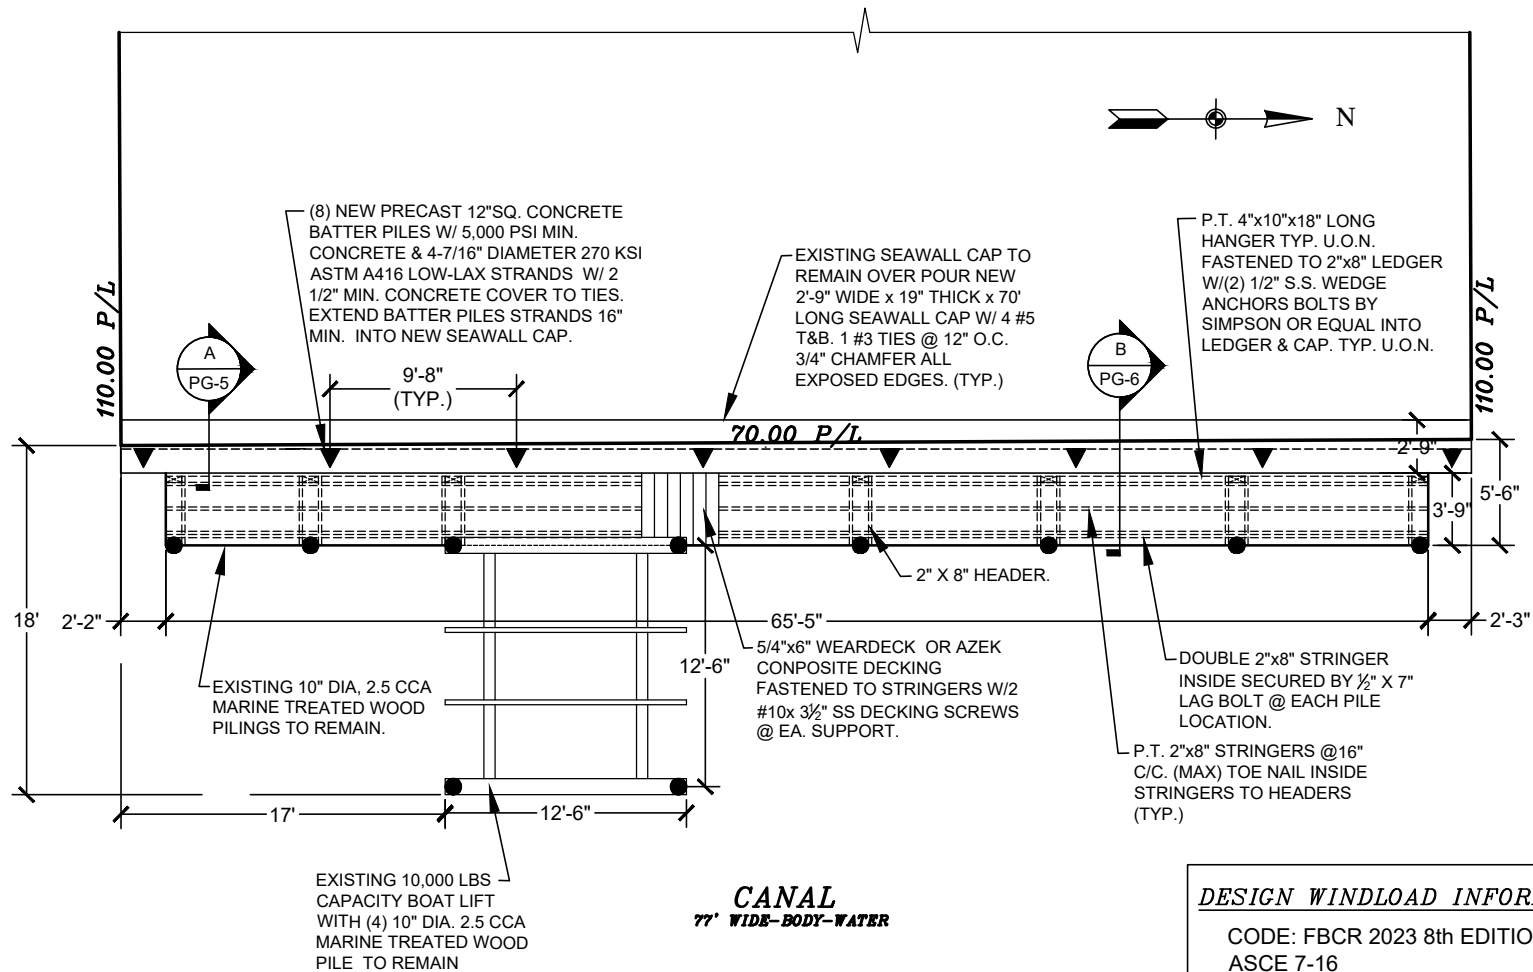 N
(8) NEW PRECAST 12"SQ. CONCRETE
BATTER PILES W/ 5,000 PSI MIN.
CONCRETE & 4-7/16" DIAMETER 270 KSI
ASTM A416 LOW-LAX STRANDS W/ 2
1/2" MIN. CONCRETE COVER TO TIES.
EXTEND BATTER PILES STRANDS 16"
MIN. INTO NEW SEAWALL CAP.
EXISTING SEAWALL CAP TO
REMAIN OVER POUR NEW
2'-9" WIDE x 19" THICK x 70'
LONG SEAWALL CAP W/ 4 #5
T&B. 1 #3 TIES @ 12" O.C.
3/4" CHAMFER ALL
EXPOSED EDGES. (TYP.)
P.T. 4"x10"x18" LONG
HANGER TYP. U.O.N.
FASTENED TO 2"x8" LEDGER
W/(2) 1/2" S.S. WEDGE
ANCHORS BOLTS BY
SIMPSON OR EQUAL INTO
LEDGER & CAP. TYP. U.O.N.
110.00 P/L
A
PG-5
9'-8"
(TYP.)
B
PG-6
110.00 P/L
70.00 P/L
2'-9"
5'-6"
3'-9"
2" X 8" HEADER.
18'
2'-2"
65'-5"
2'-3"
12'-6"
EXISTING 10" DIA, 2.5 CCA
MARINE TREATED WOOD
PILINGS TO REMAIN.
5/4"x6" WEARDECK OR AZEK
CONPOSITE DECKING
FASTENED TO STRINGERS W/2
#10x 3½" SS DECKING SCREWS
@ EA. SUPPORT.
DOUBLE 2"x8" STRINGER
INSIDE SECURED BY ½" X 7"
LAG BOLT @ EACH PILE
LOCATION.
P.T. 2"x8" STRINGERS @16"
C/C. (MAX) TOE NAIL INSIDE
STRINGERS TO HEADERS
(TYP.)
17'
12'-6"
EXISTING 10,000 LBS
CAPACITY BOAT LIFT
WITH (4) 10" DIA. 2.5 CCA
MARINE TREATED WOOD
PILE TO REMAIN
CANAL
77' WIDE-BODY-WATER
DESIGN WINDLOAD INFOR
CODE: FBCR 2023 8th EDITIO
ASCE 7-16